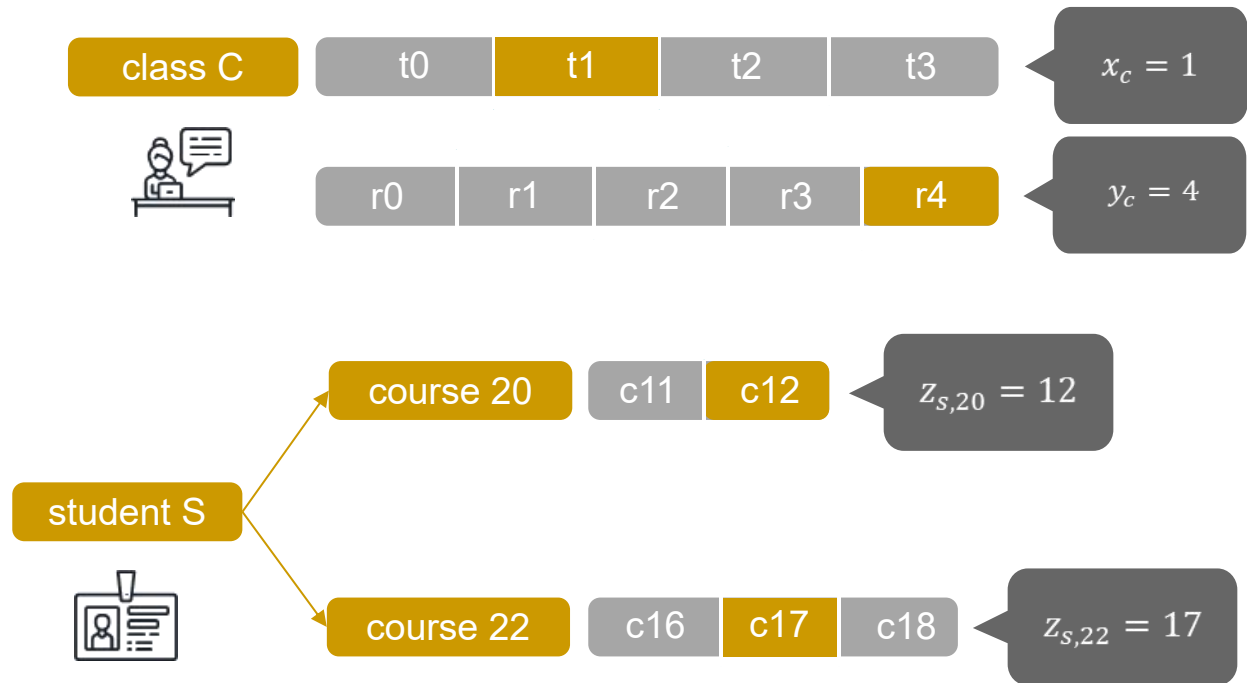 class C t0 t1 t2 t3 x_c = 1
r0 r1 r2 r3 r4 y_c = 4
course 20 c11 c12 z_{s,20} = 12
student S
course 22 c16 c17 c18 z_{s,22} = 17